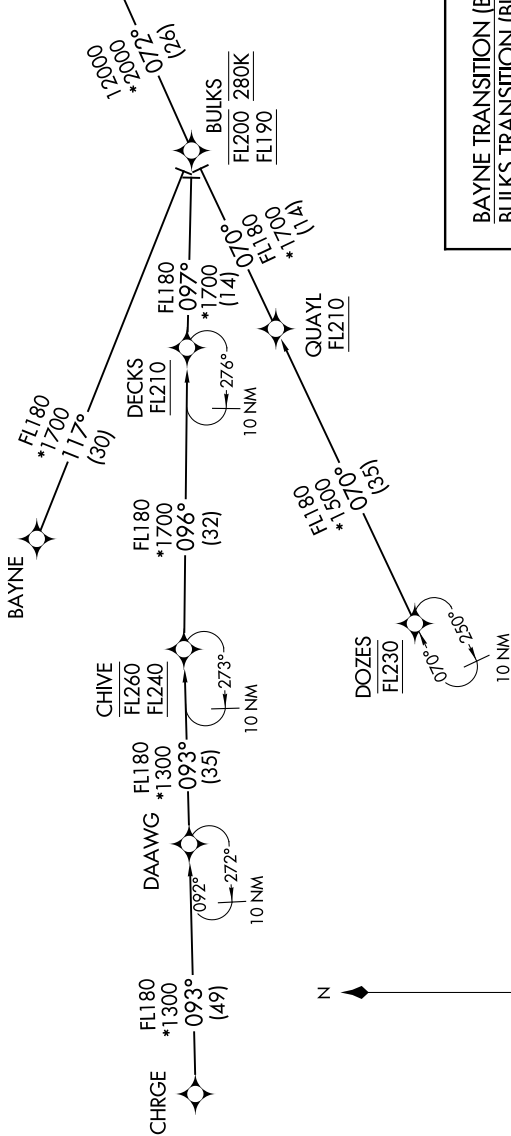 12000
*2000
072°
(26)
BULKS
FL200 280K
FL190
BAYNE
FL180
*1700
117°
(30)
FL180
097°
*1700
(14)
DECKS
FL210
276°
10 NM
FL180
*1700
096°
(32)
CHIVE
FL260
FL240
273°
10 NM
FL180
*1300
093°
(35)
DAAWG
092°
272°
10 NM
FL180
*1300
093°
(49)
CHRGE
070°
FL180
*1700
(14)
QUAYL
FL210
FL180
*1500
070°
(35)
DOZES
FL230
070°
250°
10 NM
N
BAYNE TRANSITION
BULKS TRANSITION